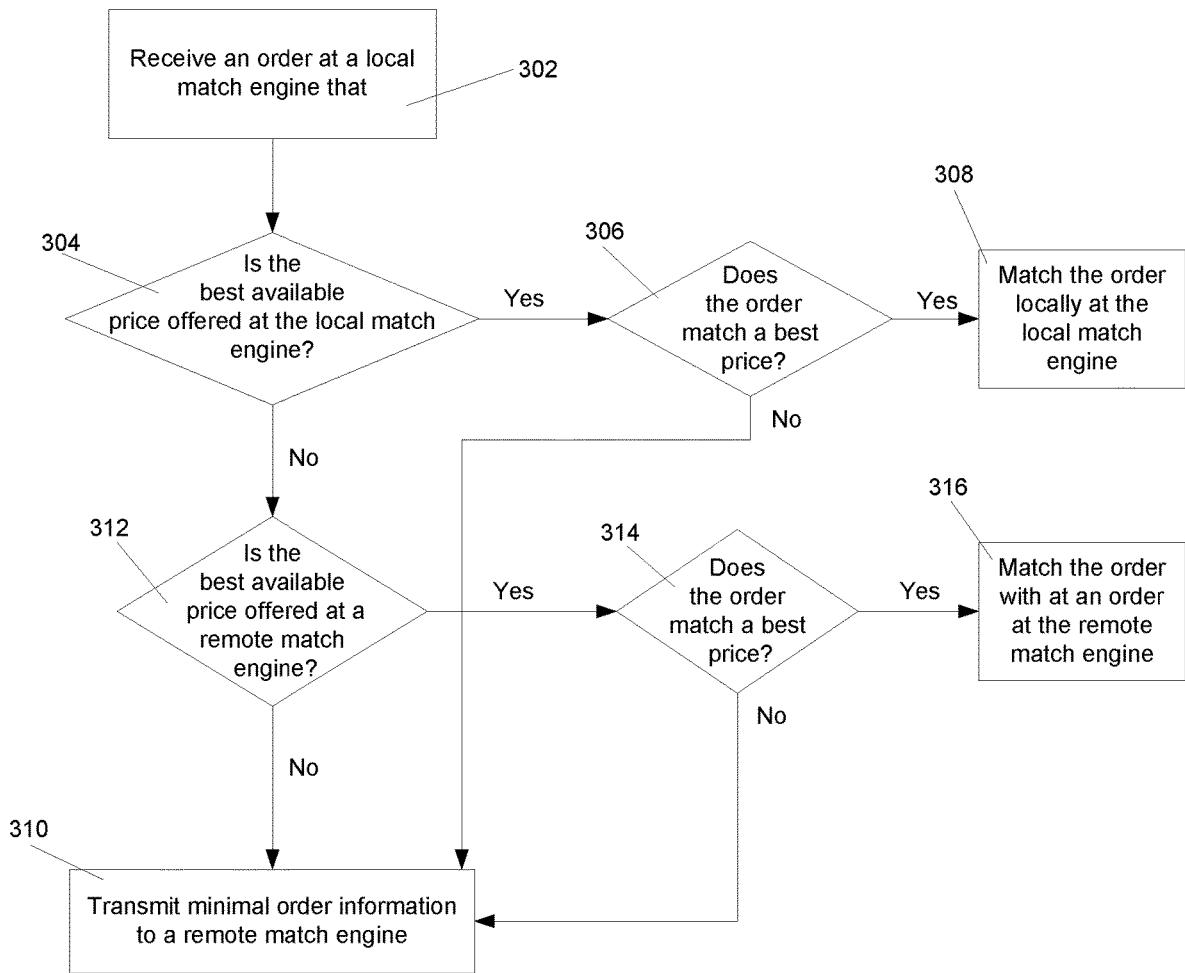 Receive an order at a local
match engine that
302
304
Is the
best available
price offered at the local match
engine?
Yes
306
Does
the order
match a best
price?
Yes
308
Match the order
locally at the
local match
engine
No
No
312
Is the
best available
price offered at a
remote match
engine?
Yes
314
Does
the order
match a best
price?
Yes
316
Match the order
with at an order
at the remote
match engine
No
No
310
Transmit minimal order information
to a remote match engine